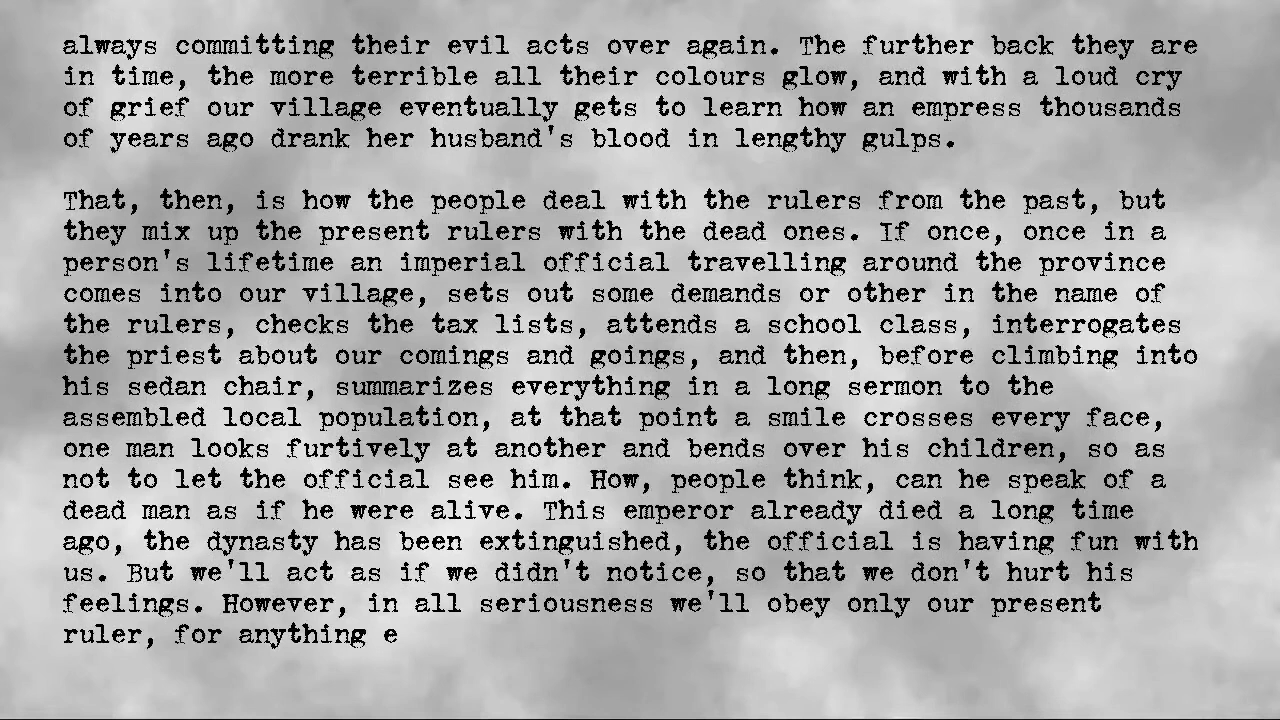 always committing their evil acts over again. The further back they are
in time, the more terrible all their colours glow, and with a loud cry
of grief our village eventually gets to learn how an empress thousands
of years ago drank her husband's blood in lengthy gulps.

That, then, is how the people deal with the rulers from the past, but
they mix up the present rulers with the dead ones. If once, once in a
person's lifetime an imperial official travelling around the province
comes into our village, sets out some demands or other in the name of
the rulers, checks the tax lists, attends a school class, interrogates
the priest about our comings and goings, and then, before climbing into
his sedan chair, summarizes everything in a long sermon to the
assembled local population, at that point a smile crosses every face,
one man looks furtively at another and bends over his children, so as
not to let the official see him. How, people think, can he speak of a
dead man as if he were alive. This emperor already died a long time
ago, the dynasty has been extinguished, the official is having fun with
us. But we'll act as if we didn't notice, so that we don't hurt his
feelings. However, in all seriousness we'll obey only our present
ruler, for anything e